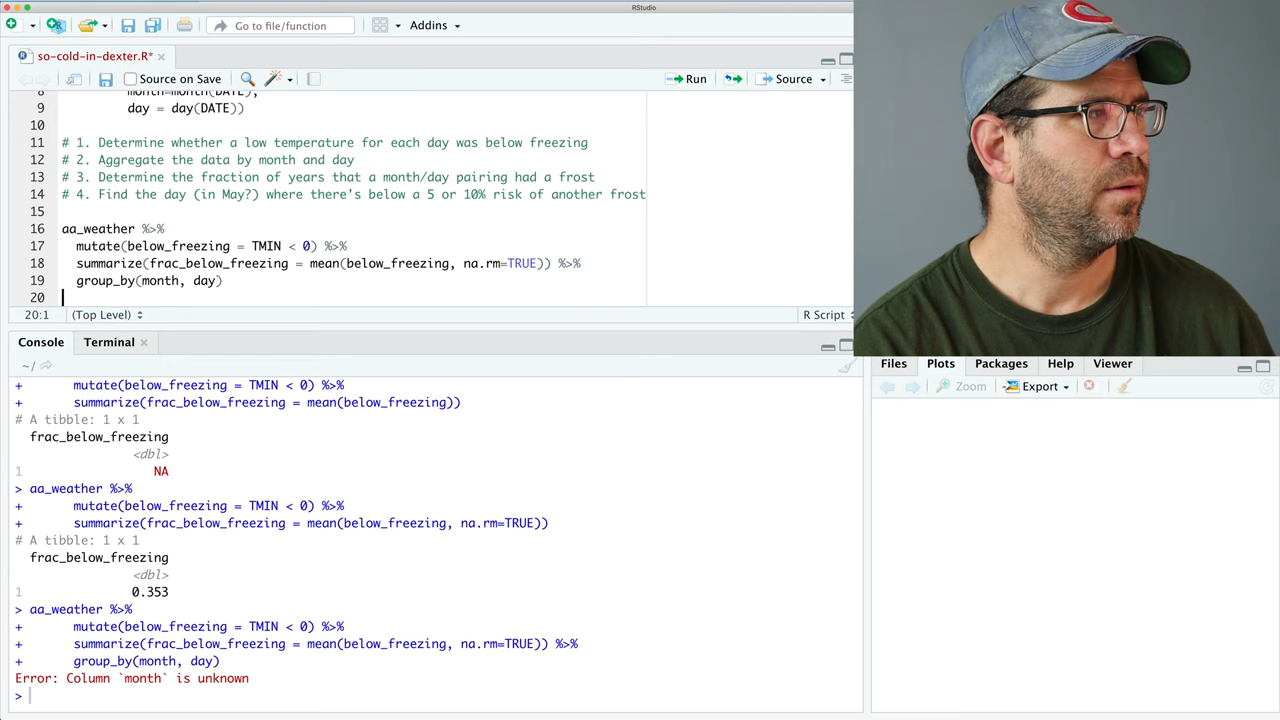 RStudio
Go to file/function
Addins
so-cold-in-dexter.R*
Source on Save
Run
Source
8 month=month(DATE),
9 day = day(DATE))
10
11 # 1. Determine whether a low temperature for each day was below freezing
12 # 2. Aggregate the data by month and day
13 # 3. Determine the fraction of years that a month/day pairing had a frost
14 # 4. Find the day (in May?) where there's below a 5 or 10% risk of another frost
15
16 aa_weather %>%
17 mutate(below_freezing = TMIN < 0) %>%
18 summarize(frac_below_freezing = mean(below_freezing, na.rm=TRUE)) %>%
19 group_by(month, day)
20
20:1 (Top Level) R Script
Console Terminal
~/
+ mutate(below_freezing = TMIN < 0) %>%
+ summarize(frac_below_freezing = mean(below_freezing))
# A tibble: 1 x 1
frac_below_freezing
<dbl>
1 NA
> aa_weather %>%
+ mutate(below_freezing = TMIN < 0) %>%
+ summarize(frac_below_freezing = mean(below_freezing, na.rm=TRUE))
# A tibble: 1 x 1
frac_below_freezing
<dbl>
1 0.353
> aa_weather %>%
+ mutate(below_freezing = TMIN < 0) %>%
+ summarize(frac_below_freezing = mean(below_freezing, na.rm=TRUE)) %>%
+ group_by(month, day)
Error: Column `month` is unknown
>
Files Plots Packages Help Viewer
Zoom Export